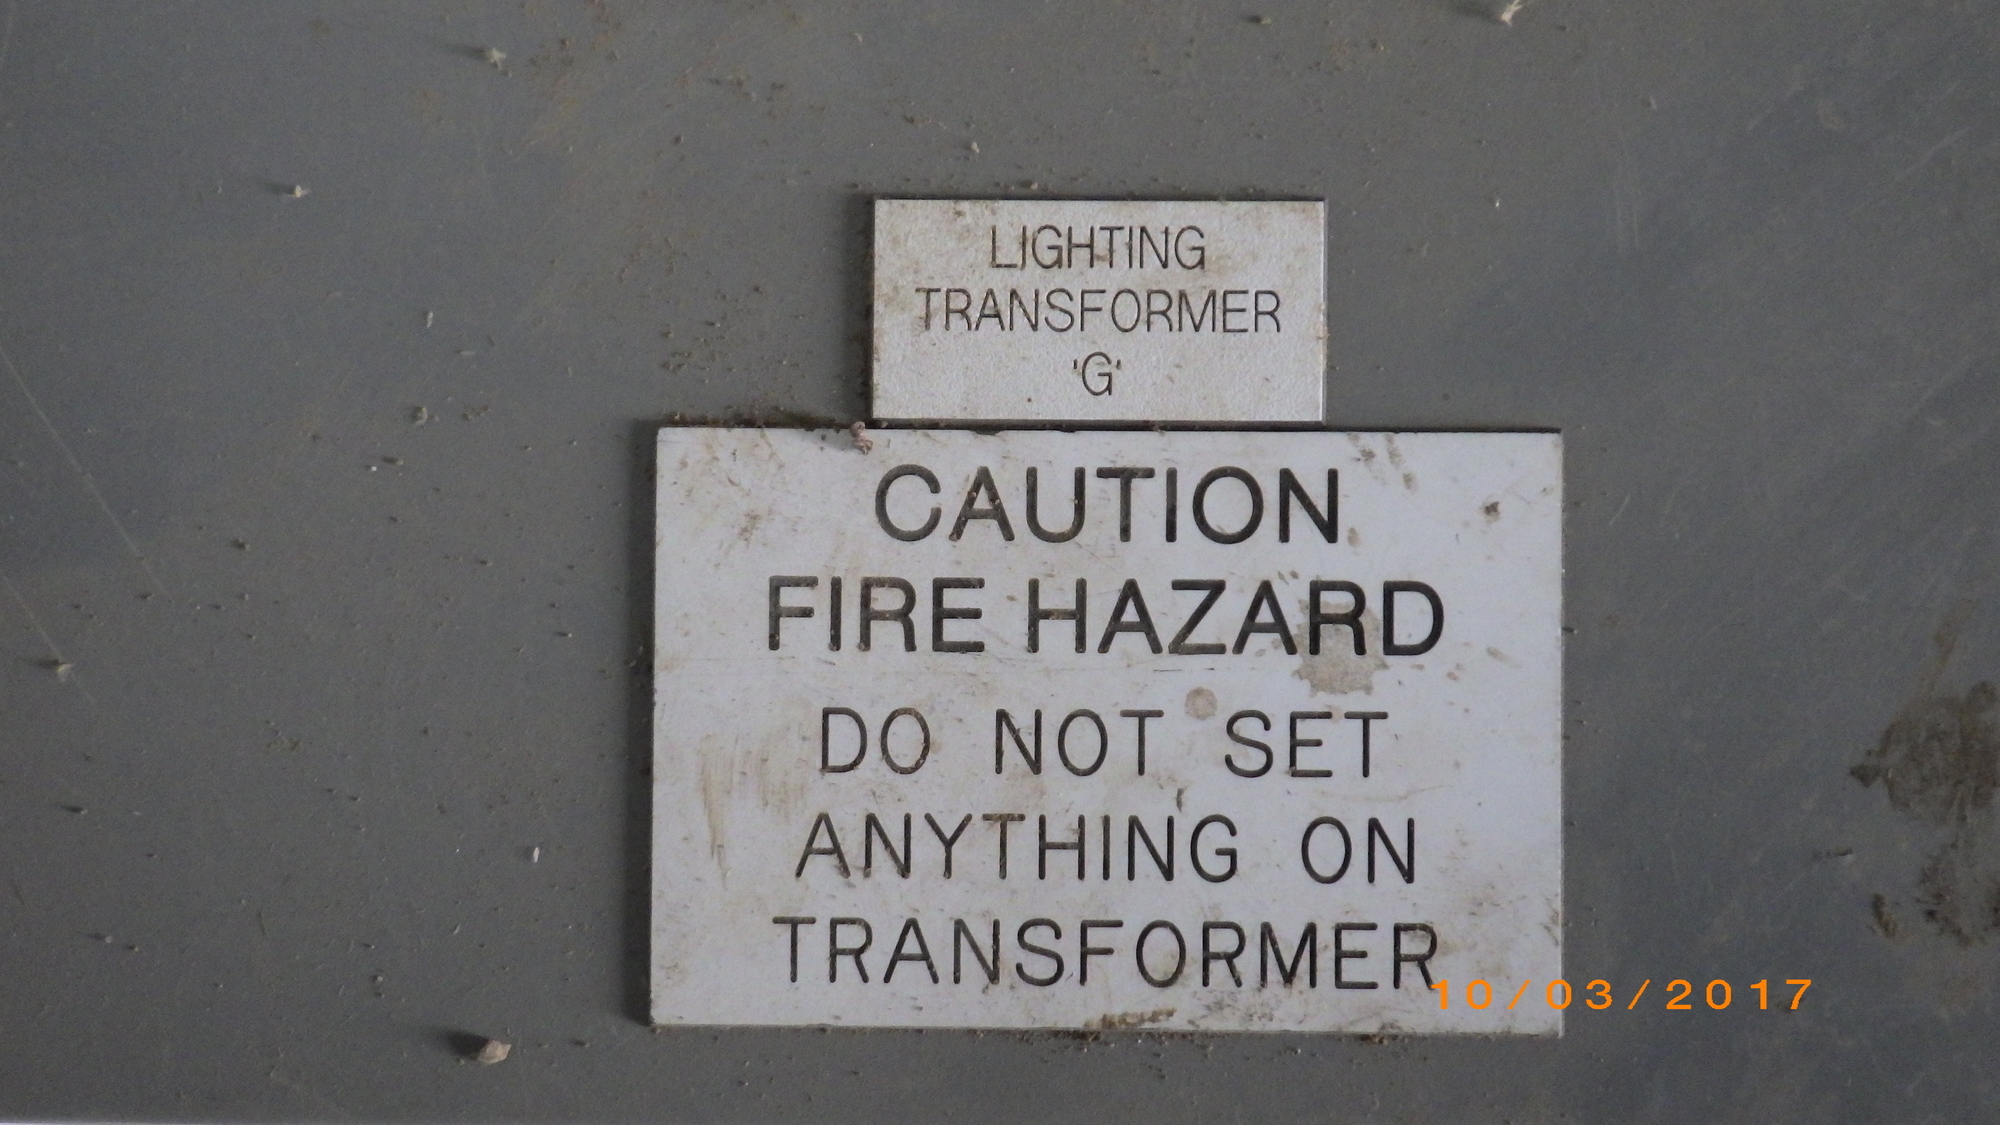 LIGHTING
TRANSFORMER
'G'
CAUTION
FIRE HAZARD
DO NOT SET
ANYTHING ON
TRANSFORMER
10/03/2017